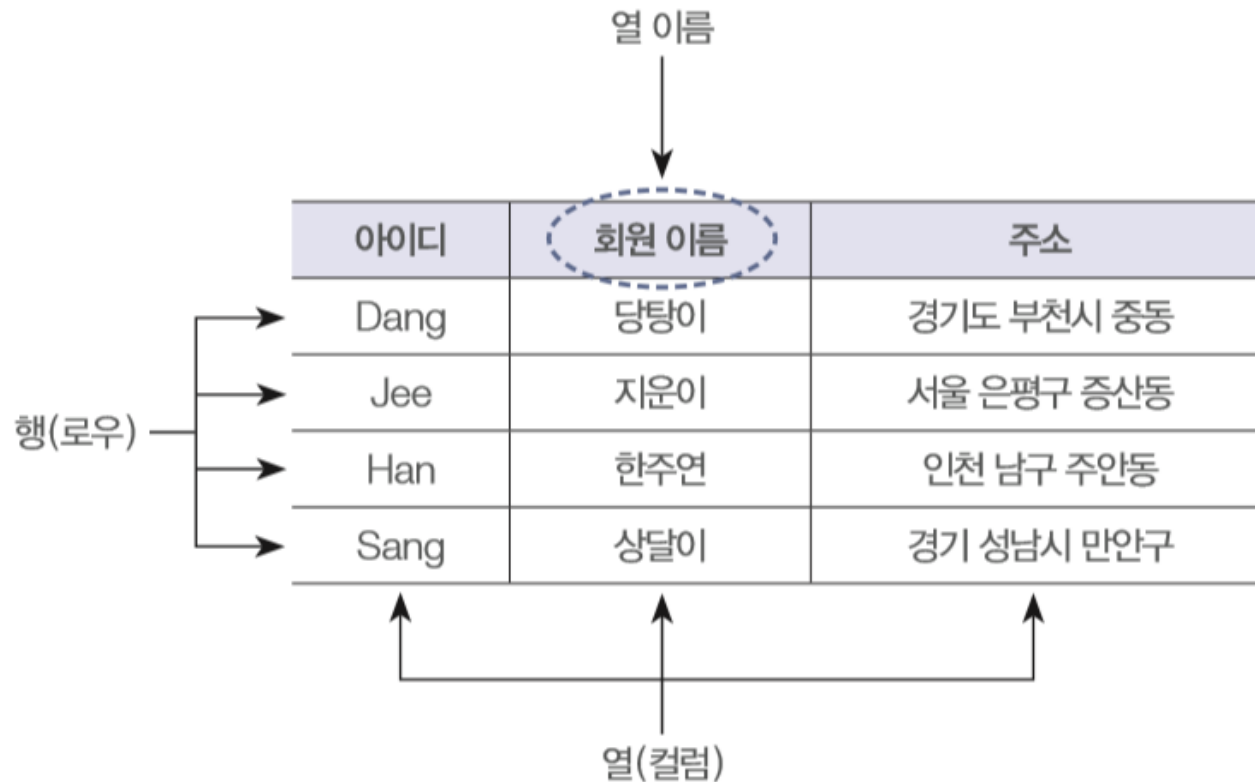 열 이름
아이디 회원 이름 주소
Dang 당탕이 경기도 부천시 중동
Jee 지운이 서울 은평구 증산동
행(로우)
Han 한주연 인천 남구 주안동
Sang 상달이 경기 성남시 만안구
열(컬럼)